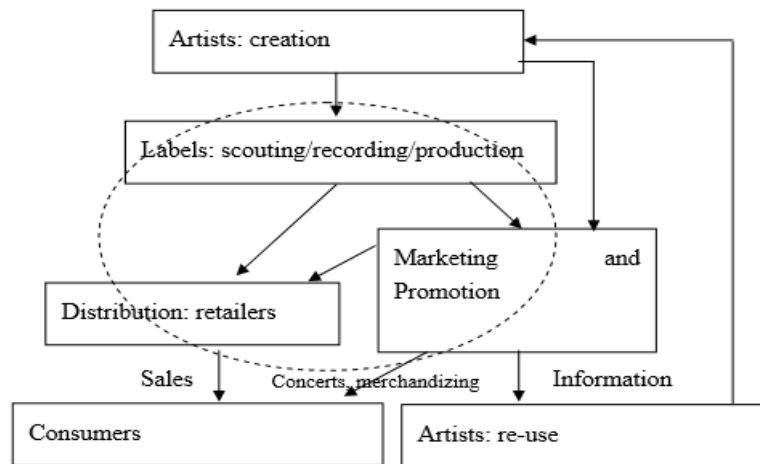 Artists: creation
Labels: scouting/recording/production
Marketing and
Promotion
Distribution: retailers
Sales
Concerts, merchandizing
Information
Consumers
Artists: re-use